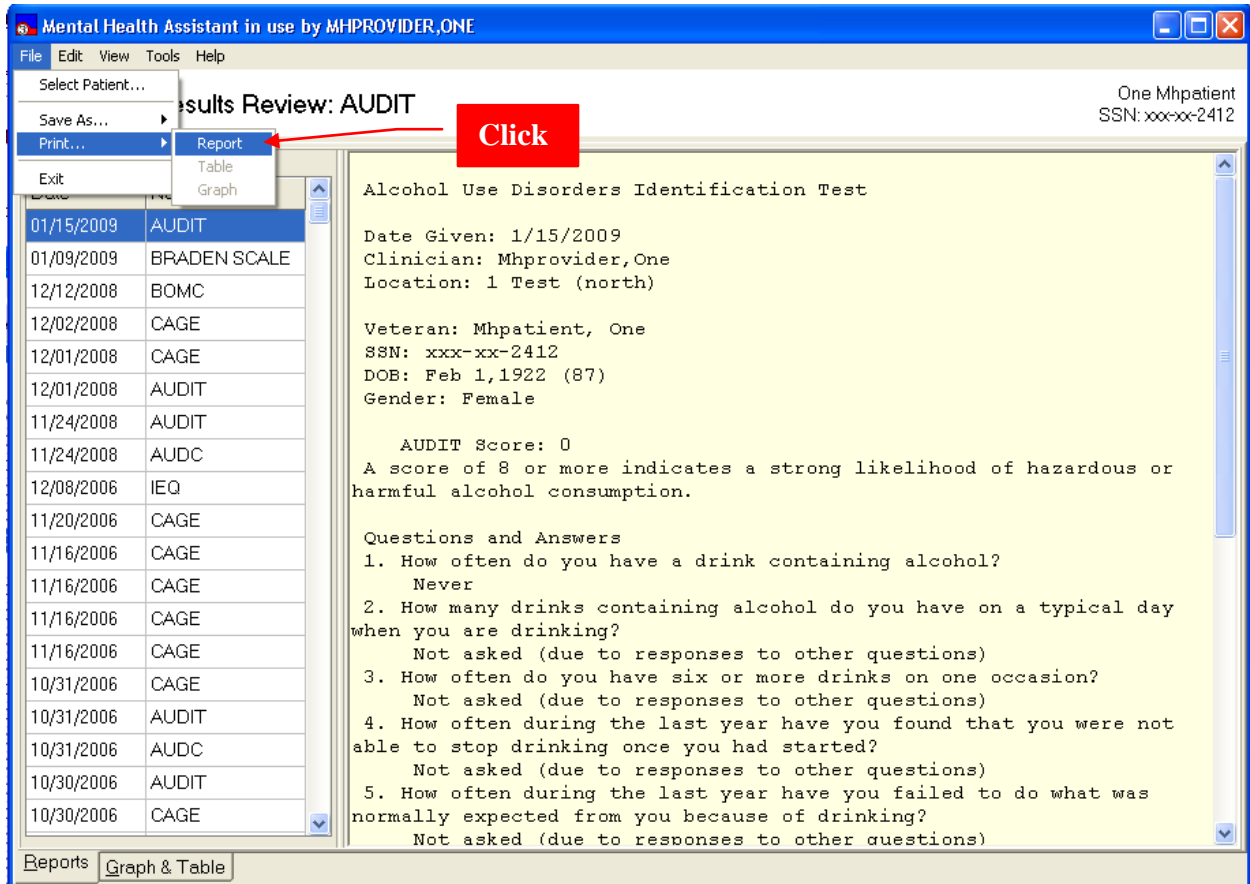 Mental Health Assistant in use by MHPROVIDER,ONE
File Edit View Tools Help
Select Patient...
Save As...
Print...
Exit
Report
Table
Graph
Click
esults Review: AUDIT
One Mhpatient
SSN: xxx-xx-2412
01/15/2009 AUDIT
01/09/2009 BRADEN SCALE
12/12/2008 BOMC
12/02/2008 CAGE
12/01/2008 CAGE
12/01/2008 AUDIT
11/24/2008 AUDIT
11/24/2008 AUDC
12/08/2006 IEQ
11/20/2006 CAGE
11/16/2006 CAGE
11/16/2006 CAGE
11/16/2006 CAGE
11/16/2006 CAGE
10/31/2006 CAGE
10/31/2006 AUDIT
10/31/2006 AUDC
10/30/2006 AUDIT
10/30/2006 CAGE
Alcohol Use Disorders Identification Test
Date Given: 1/15/2009
Clinician: Mhprovider,One
Location: 1 Test (north)
Veteran: Mhpatient, One
SSN: xxx-xx-2412
DOB: Feb 1,1922 (87)
Gender: Female
AUDIT Score: 0
A score of 8 or more indicates a strong likelihood of hazardous or
harmful alcohol consumption.
Questions and Answers
1. How often do you have a drink containing alcohol?
Never
2. How many drinks containing alcohol do you have on a typical day
when you are drinking?
Not asked (due to responses to other questions)
3. How often do you have six or more drinks on one occasion?
Not asked (due to responses to other questions)
4. How often during the last year have you found that you were not
able to stop drinking once you had started?
Not asked (due to responses to other questions)
5. How often during the last year have you failed to do what was
normally expected from you because of drinking?
Not asked (due to responses to other questions)
Reports Graph & Table